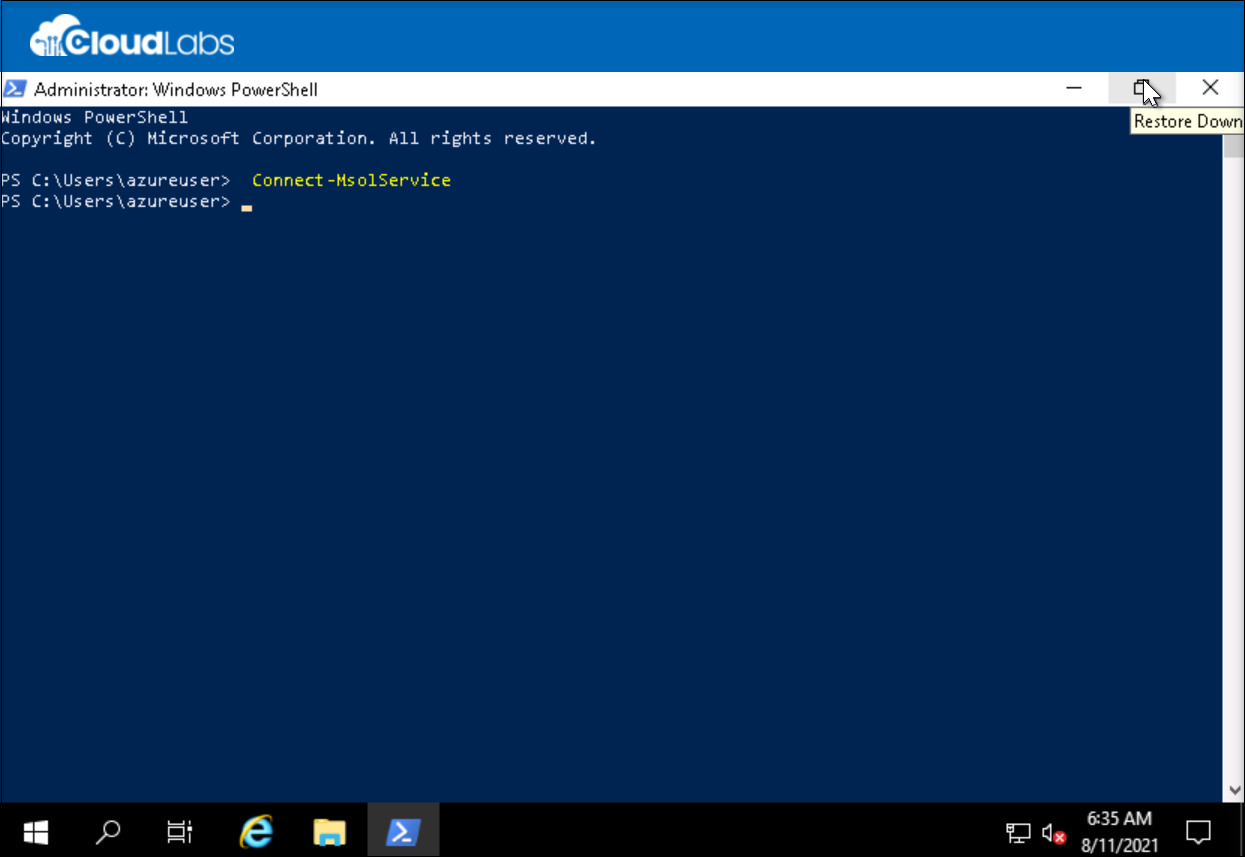 CloudLabs
Administrator: Windows PowerShell
Restore Down
Windows PowerShell
Copyright (C) Microsoft Corporation. All rights reserved.
PS C:\Users\azureuser>  Connect-MsolService
PS C:\Users\azureuser>
6:35 AM
8/11/2021